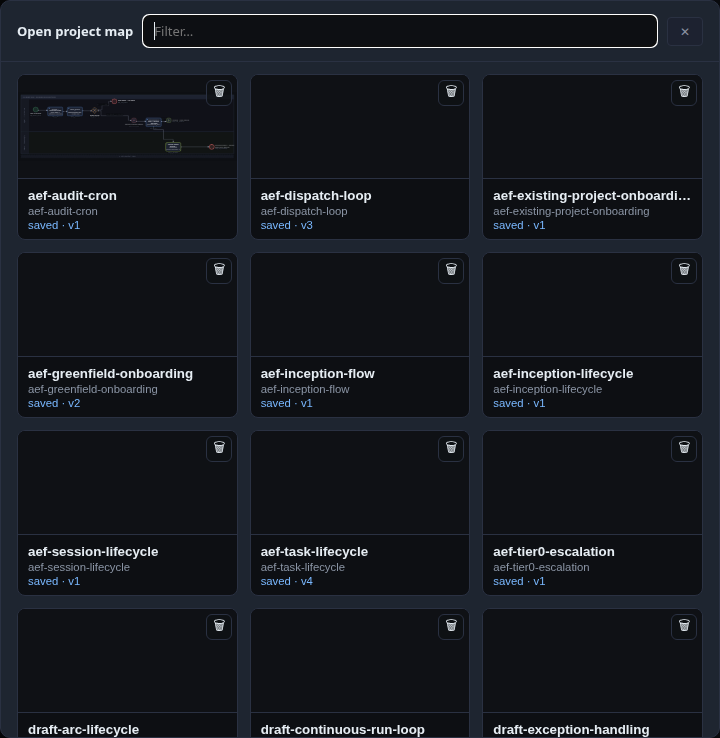 Open project map
Filter...
×
aef-audit-cron
aef-audit-cron
saved · v1
aef-dispatch-loop
aef-dispatch-loop
saved · v3
aef-existing-project-onboardi...
aef-existing-project-onboarding
saved · v1
aef-greenfield-onboarding
aef-greenfield-onboarding
saved · v2
aef-inception-flow
aef-inception-flow
saved · v1
aef-inception-lifecycle
aef-inception-lifecycle
saved · v1
aef-session-lifecycle
aef-session-lifecycle
saved · v1
aef-task-lifecycle
aef-task-lifecycle
saved · v4
aef-tier0-escalation
aef-tier0-escalation
saved · v1
draft-arc-lifecycle
draft-continuous-run-loop
draft-exception-handling